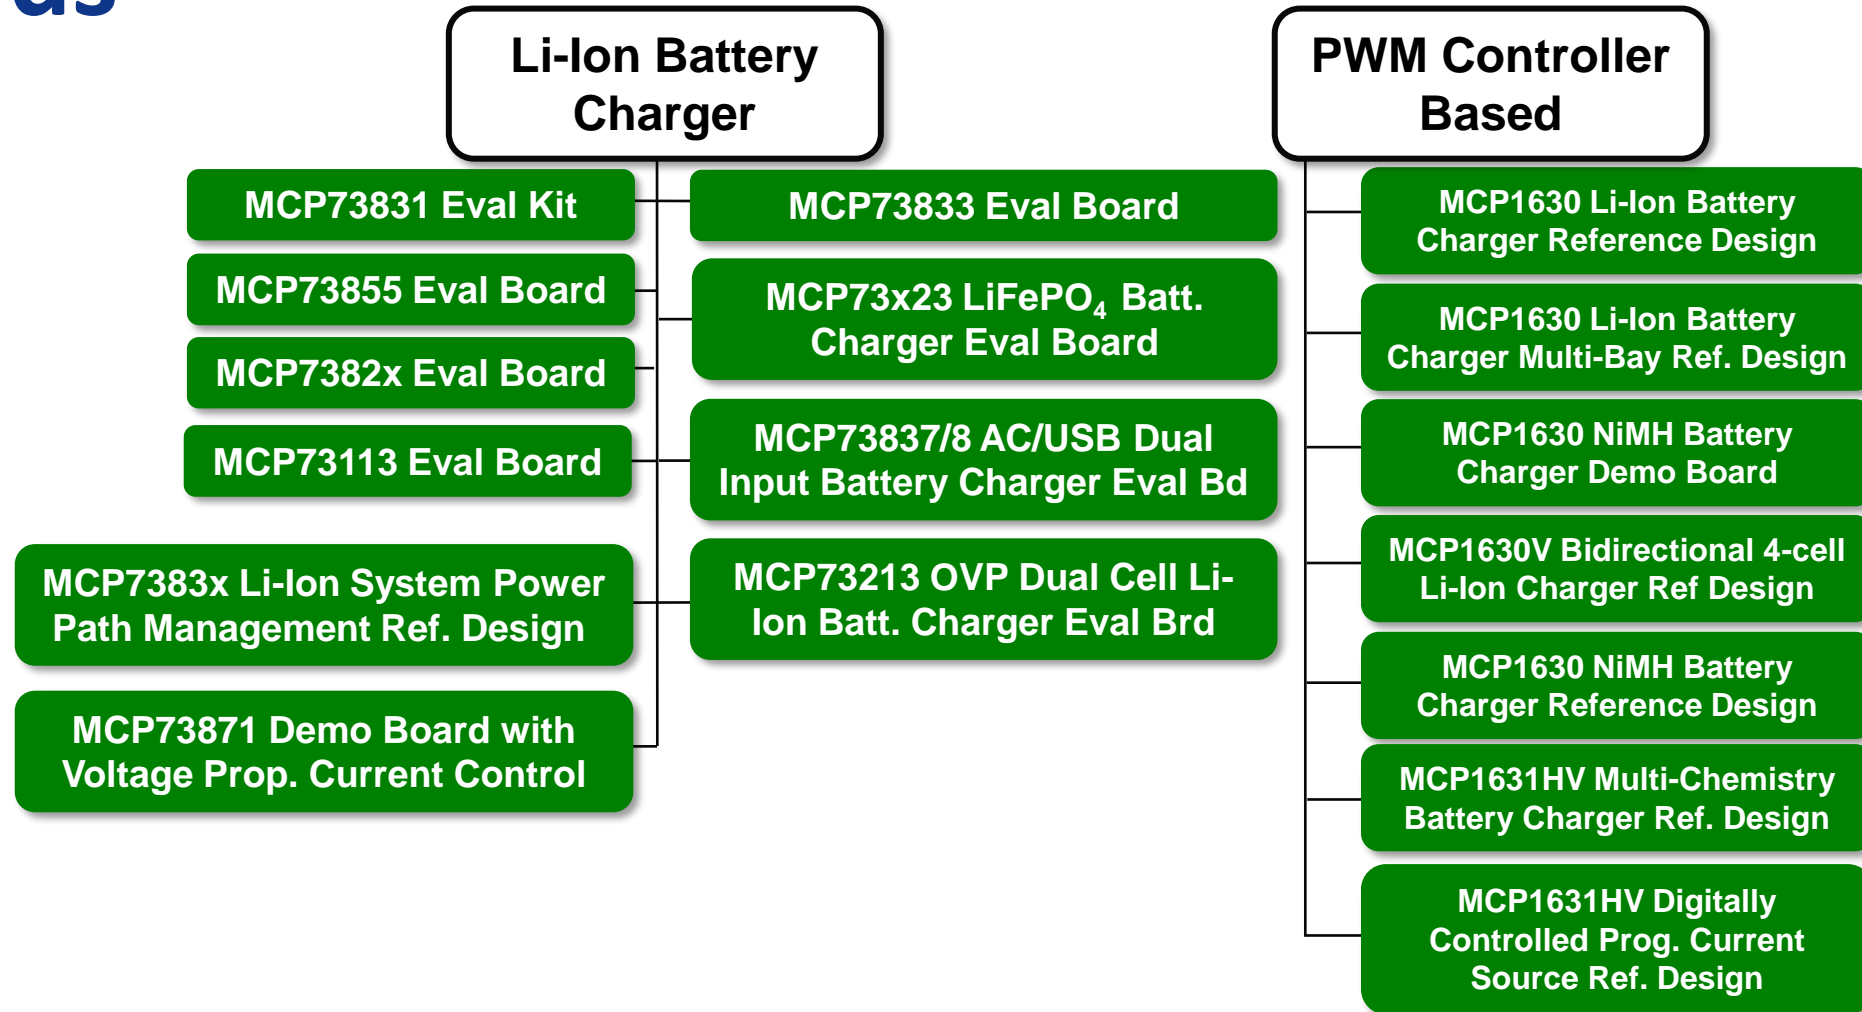 Li-Ion Battery
Charger
MCP73831 Eval Kit
MCP73855 Eval Board
MCP7382x Eval Board
MCP73113 Eval Board
MCP7383x Li-Ion System Power
Path Management Ref. Design
MCP73871 Demo Board with
Voltage Prop. Current Control
MCP73833 Eval Board
MCP73x23 LiFePO₄ Batt.
Charger Eval Board
MCP73837/8 AC/USB Dual
Input Battery Charger Eval Bd
MCP73213 OVP Dual Cell Li-
Ion Batt. Charger Eval Brd
PWM Controller
Based
MCP1630 Li-Ion Battery
Charger Reference Design
MCP1630 Li-Ion Battery
Charger Multi-Bay Ref. Design
MCP1630 NiMH Battery
Charger Demo Board
MCP1630V Bidirectional 4-cell
Li-Ion Charger Ref Design
MCP1630 NiMH Battery
Charger Reference Design
MCP1631HV Multi-Chemistry
Battery Charger Ref. Design
MCP1631HV Digitally
Controlled Prog. Current
Source Ref. Design